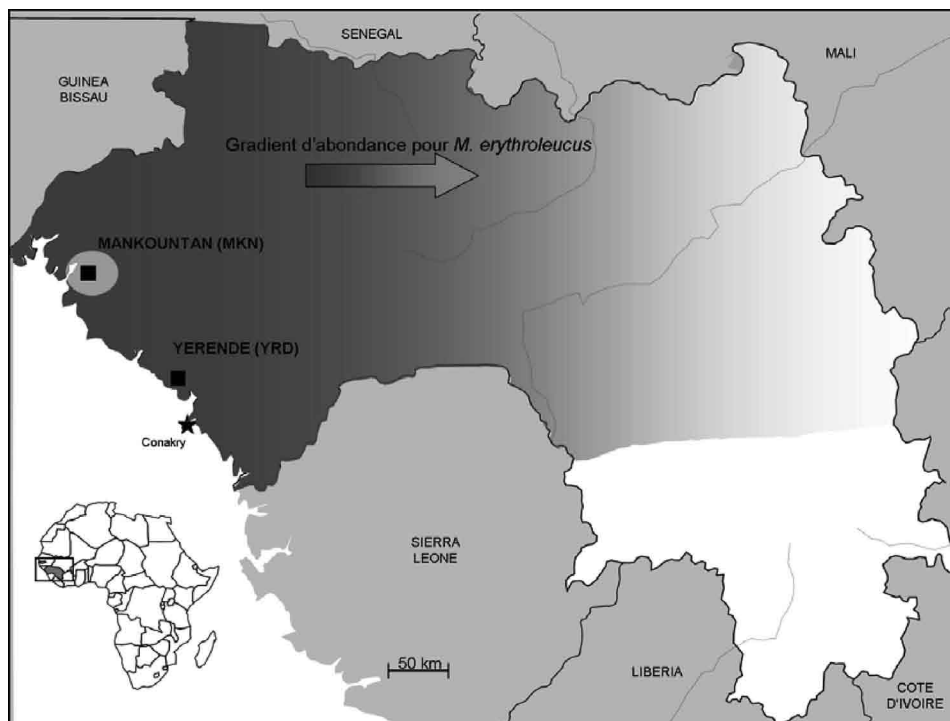 SENEGAL
MALI
GUINEA
BISSAU
Gradient d'abondance pour M. erythroleucus
MANKOUNTAN (MKN)
YERENDE (YRD)
Conakry
SIERRA
LEONE
50 km
LIBERIA
COTE
D'IVOIRE